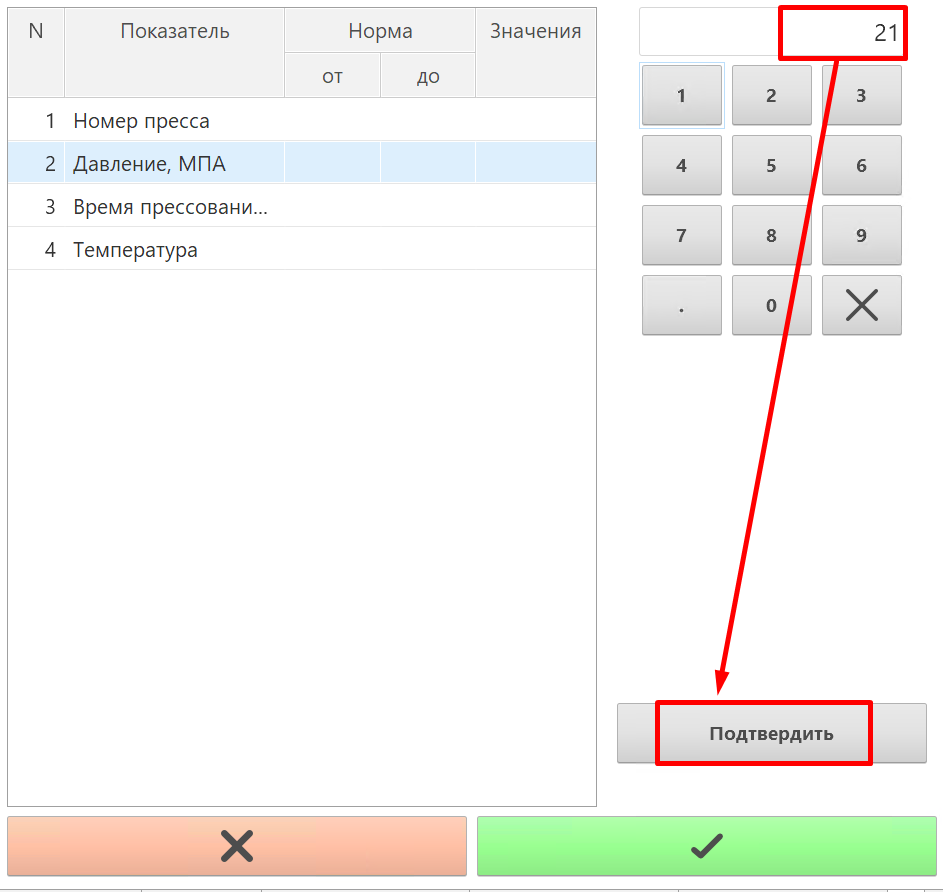 N Показатель Норма Значения
от до
1 Номер пресса
2 Давление, МПА
3 Время прессовани...
4 Температура
21
1 2 3
4 5 6
7 8 9
. 0
Подтвердить